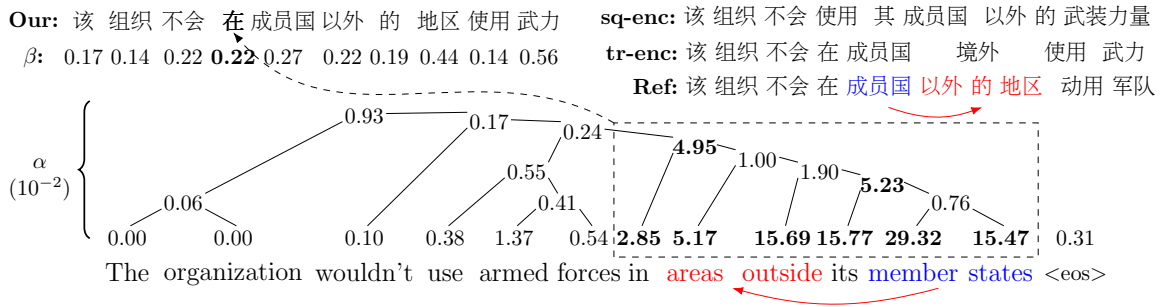 Our: 该 组织 不会 在 成员国 以外 的 地区 使用 武力
β: 0.17 0.14 0.22 0.22 0.27 0.22 0.19 0.44 0.14 0.56
sq-enc: 该 组织 不会 使用 其 成员国 以外 的 武装力量
tr-enc: 该 组织 不会 在 成员国 境外 使用 武力
Ref: 该 组织 不会 在 成员国 以外 的 地区 动用 军队
α
(10⁻²)
0.93 0.17 0.24 4.95 1.00 1.90 5.23 0.76
0.55
0.06 0.41
0.00 0.00 0.10 0.38 1.37 0.54 2.85 5.17 15.69 15.77 29.32 15.47 0.31
The organization wouldn't use armed forces in areas outside its member states <eos>